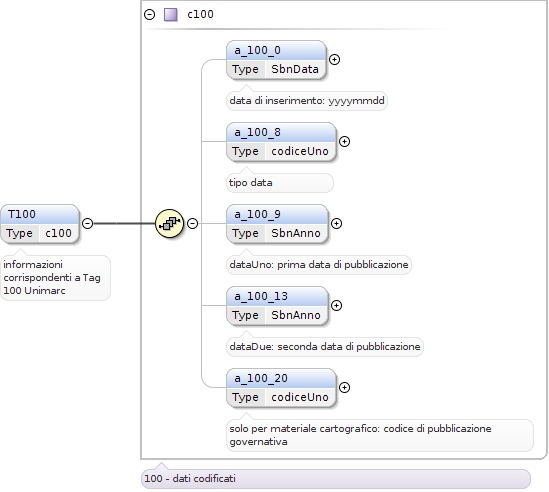 c100
a_100_0
Type SbnData
data di inserimento: yyyymmdd
a_100_8
Type codiceUno
tipo data
T100
Type c100
informazioni
corrispondenti a Tag
100 Unimarc
a_100_9
Type SbnAnno
dataUno: prima data di pubblicazione
a_100_13
Type SbnAnno
dataDue: seconda data di pubblicazione
a_100_20
Type codiceUno
solo per materiale cartografico: codice di pubblicazione
governativa
100 - dati codificati